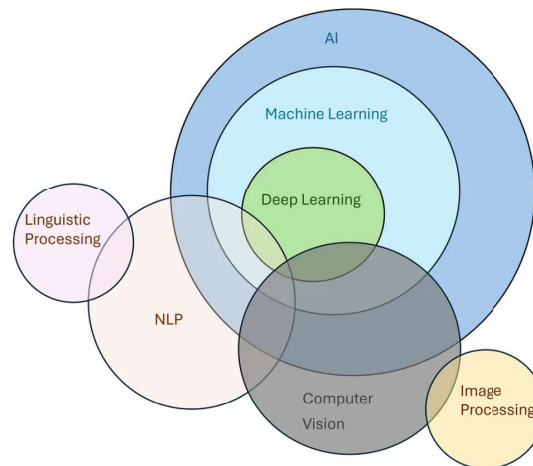 AI
Machine Learning
Deep Learning
Linguistic
Processing
NLP
Computer
Vision
Image
Processing